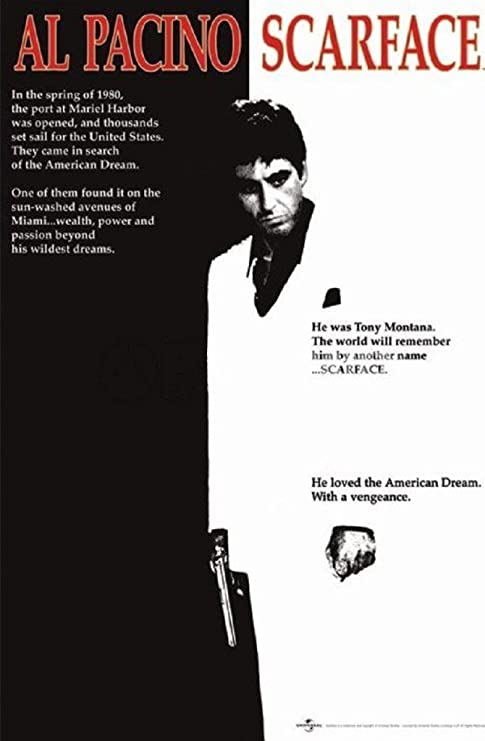 AL PACINO SCARFACE
In the spring of 1980,
the port at Mariel Harbor
was opened, and thousands
set sail for the United States.
They came in search
of the American Dream.
One of them found it on the
sun-washed avenues of
Miami...wealth, power and
passion beyond
his wildest dreams.
He was Tony Montana.
The world will remember
him by another name
...SCARFACE.
He loved the American Dream.
With a vengeance.
UNIVERSAL